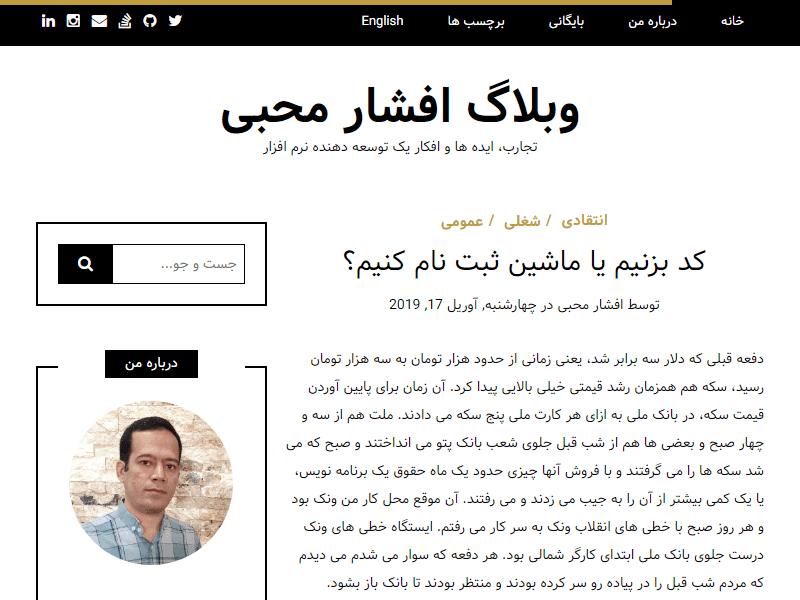 خانه
درباره من
بایگانی
برچسب ها
English
وبلاگ افشار محبی
تجارب، ایده ها و افکار یک توسعه دهنده نرم افزار
انتقادی / شغلی / عمومی
کد بزنیم یا ماشین ثبت نام کنیم؟
توسط افشار محبی در چهارشنبه, آوریل 17, 2019
دفعه قبلی که دلار سه برابر شد، یعنی زمانی از حدود هزار تومان به سه هزار تومان
رسید، سکه هم همزمان رشد قیمتی خیلی بالایی پیدا کرد. آن زمان برای پایین آوردن
قیمت سکه، در بانک ملی به ازای هر کارت ملی پنج سکه می دادند. ملت هم از سه و
چهار صبح و بعضی ها هم از شب قبل جلوی شعب بانک پتو می انداختند و صبح که می
شد سکه ها را می گرفتند و با فروش آنها چیزی حدود یک ماه حقوق یک برنامه نویس،
یا یک کمی بیشتر از آن را به جیب می زدند و می رفتند. آن موقع محل کار من ونک بود
و هر روز صبح با خطی های انقلاب ونک به سر کار می رفتم. ایستگاه خطی های ونک
درست جلوی بانک ملی ابتدای کارگر شمالی بود. هر دفعه که سوار می شدم می دیدم
که مردم شب قبل را در پیاده رو سر کرده بودند و منتظر بودند تا بانک باز بشود.
جست و جو...
درباره من